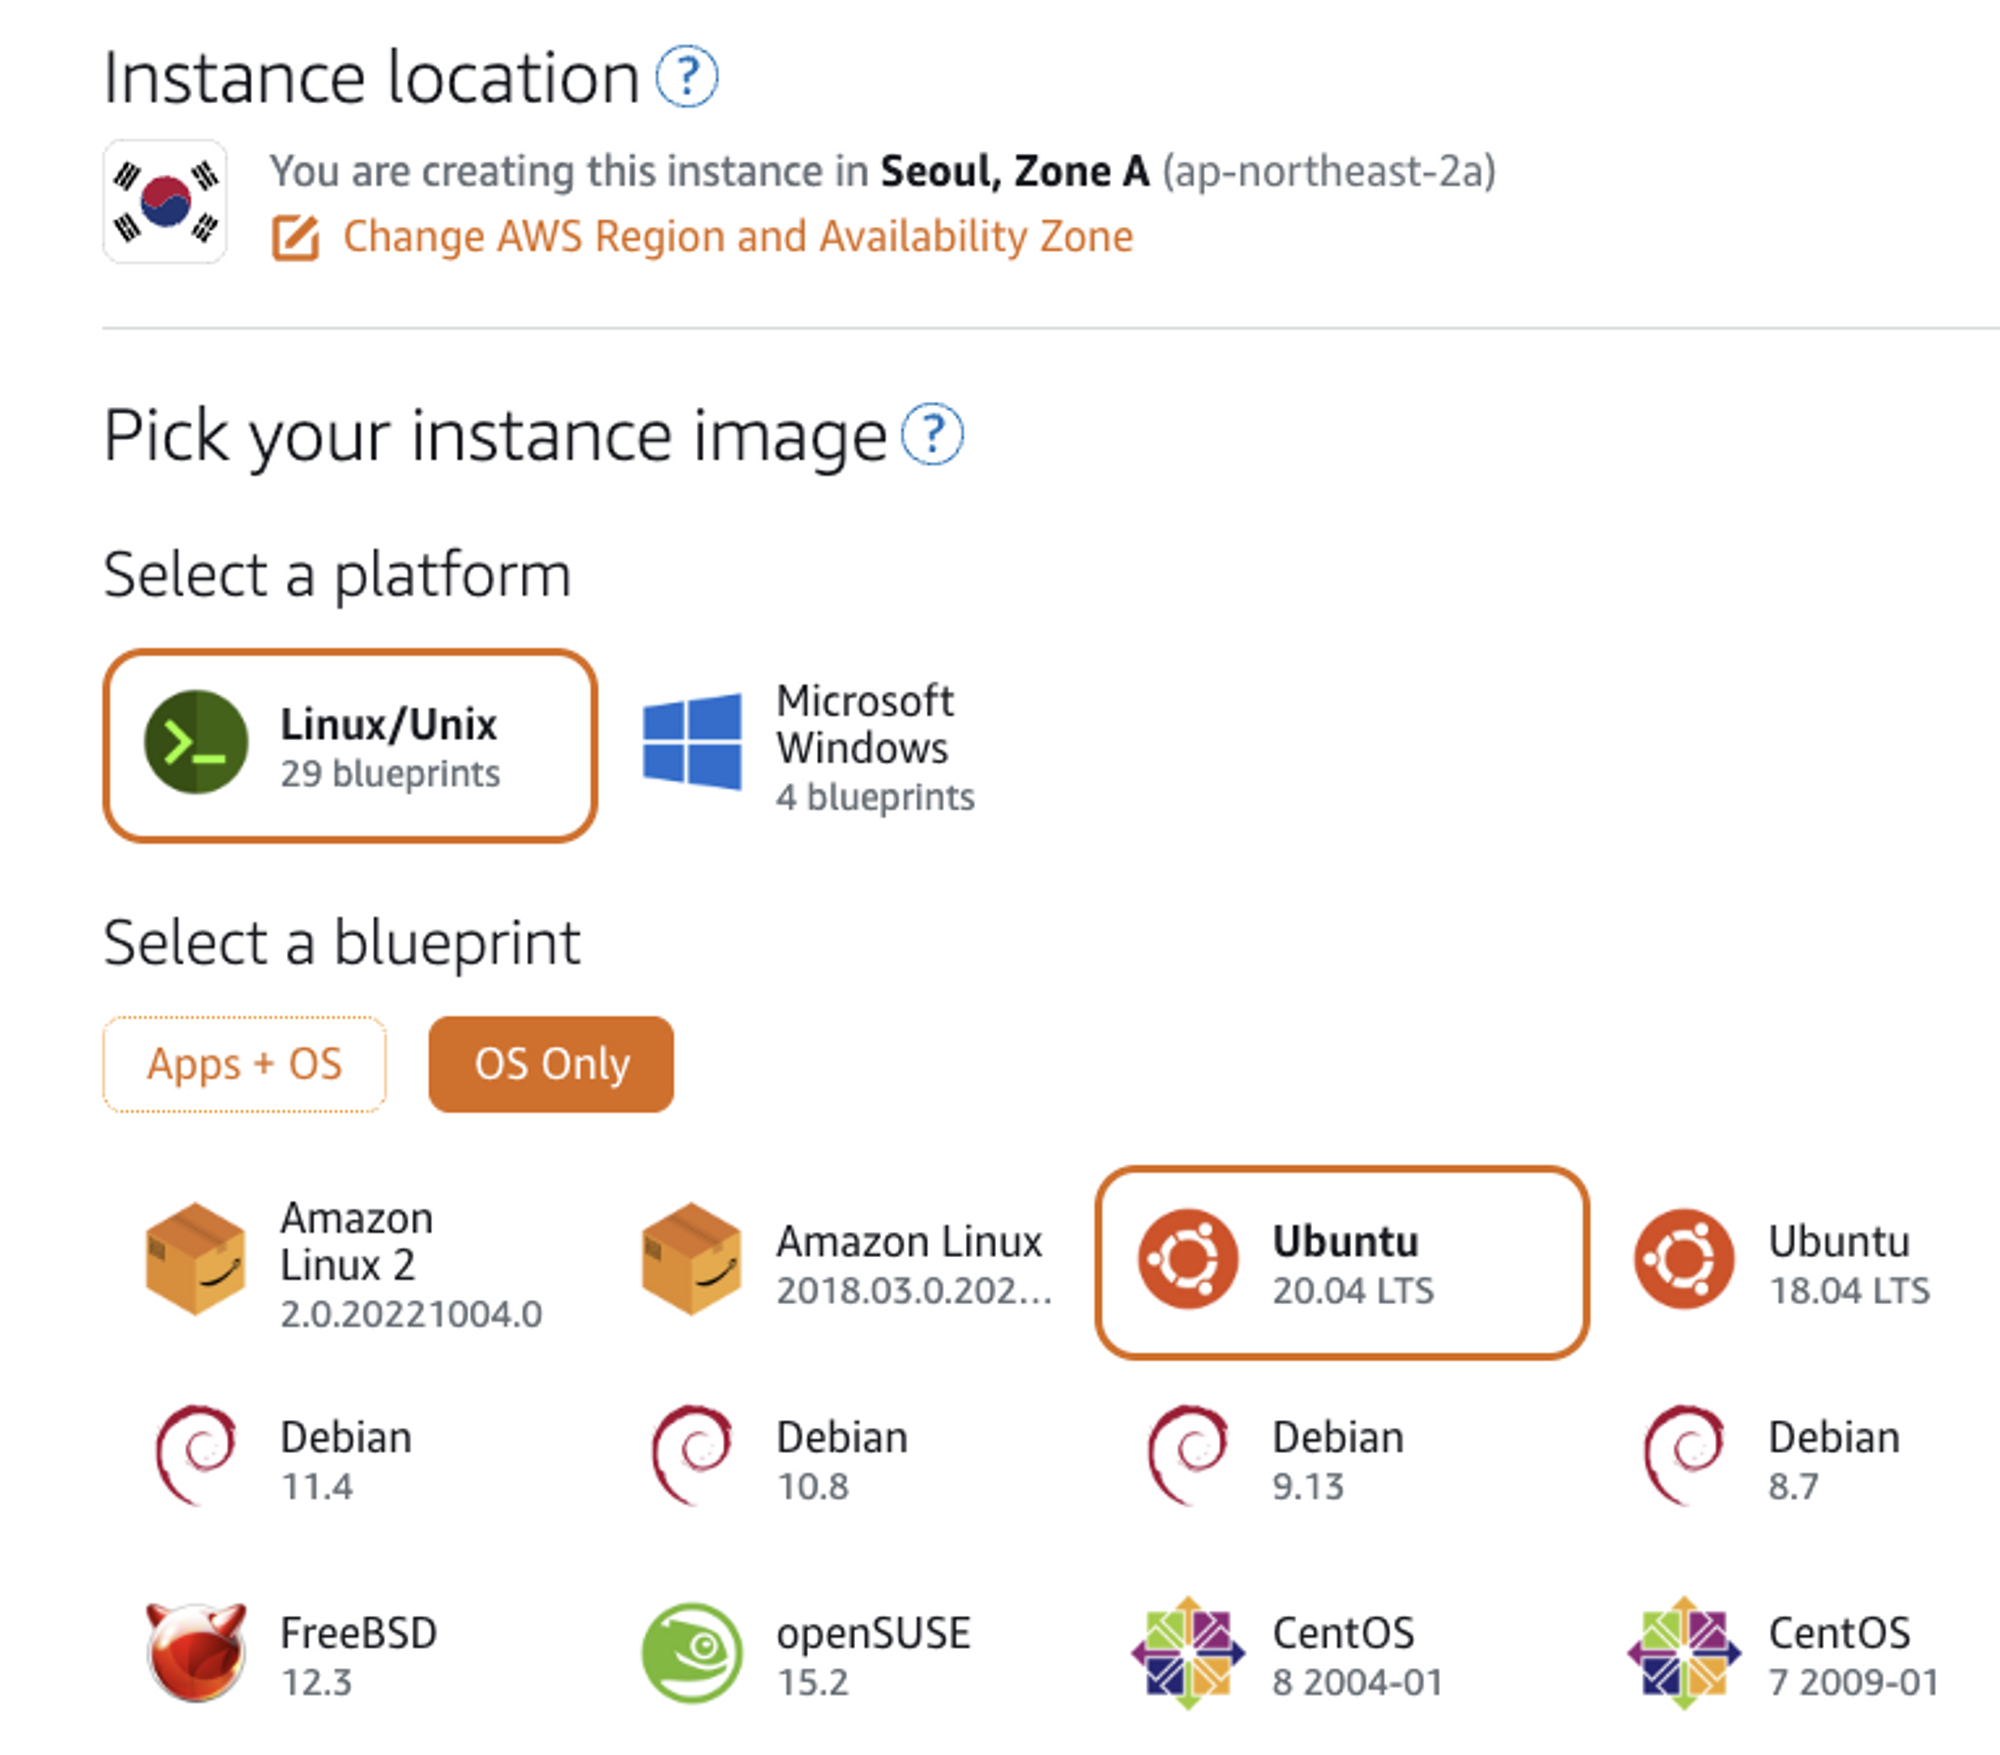 Instance location ?
You are creating this instance in Seoul, Zone A (ap-northeast-2a)
Change AWS Region and Availability Zone
Pick your instance image ?
Select a platform
Linux/Unix
29 blueprints
Microsoft
Windows
4 blueprints
Select a blueprint
Apps + OS
OS Only
Amazon
Linux 2
2.0.20221004.0
Amazon Linux
2018.03.0.202...
Ubuntu
20.04 LTS
Ubuntu
18.04 LTS
Debian
11.4
Debian
10.8
Debian
9.13
Debian
8.7
FreeBSD
12.3
openSUSE
15.2
CentOS
8 2004-01
CentOS
7 2009-01